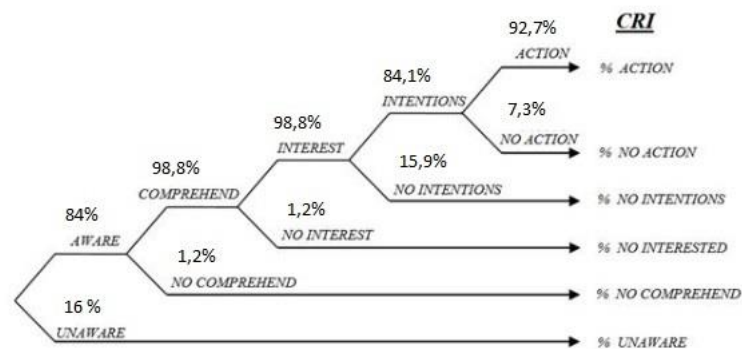 92,7%
CRI
ACTION
% ACTION
84,1%
INTENTIONS
7,3%
98,8%
NO ACTION
% NO ACTION
INTEREST
15,9%
98,8%
NO INTENTIONS
% NO INTENTIONS
COMPREHEND
1,2%
84%
NO INTEREST
% NO INTERESTED
AWARE
1,2%
NO COMPREHEND
% NO COMPREHEND
16 %
UNAWARE
% UNAWARE